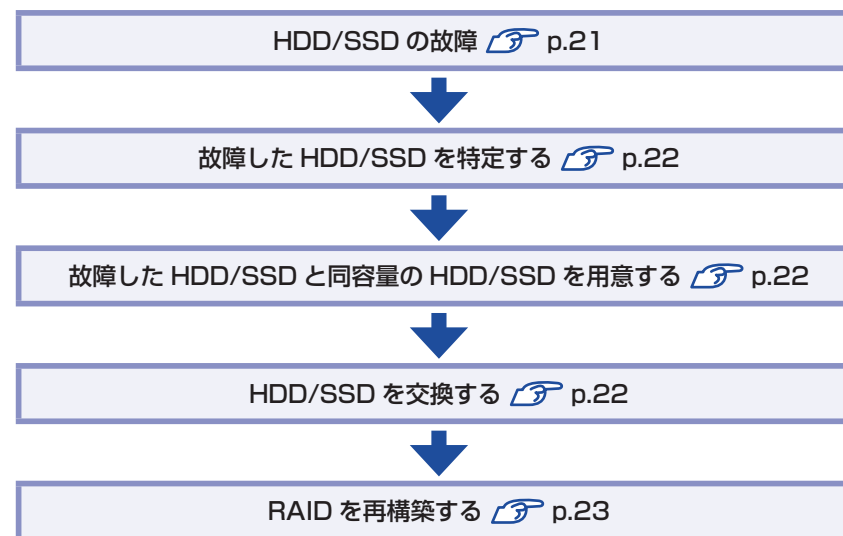 HDD/SSD の故障 p.21
故障した HDD/SSD を特定する p.22
故障した HDD/SSD と同容量の HDD/SSD を用意する p.22
HDD/SSD を交換する p.22
RAID を再構築する p.23